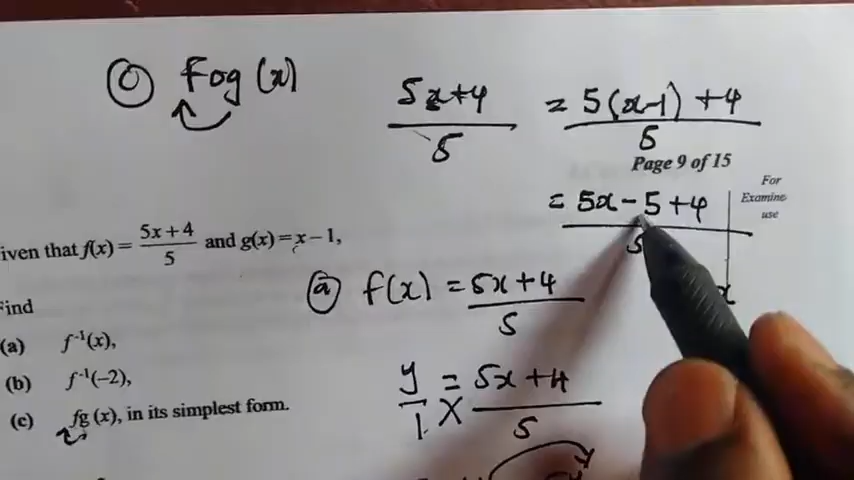 c fog (x)
5x+4 / 5 = 5(x-1) +4 / 5
Page 9 of 15
= 5x - 5 + 4 / 5
For
Examine
use
iven that f(x) = 5x + 4 / 5 and g(x) = x − 1,
a f(x) = 5x + 4 / 5
Find
(a) f⁻¹(x),
(b) f⁻¹(−2),
(c) fg (x), in its simplest form.
y / 1 X = 5x + 4 / 5